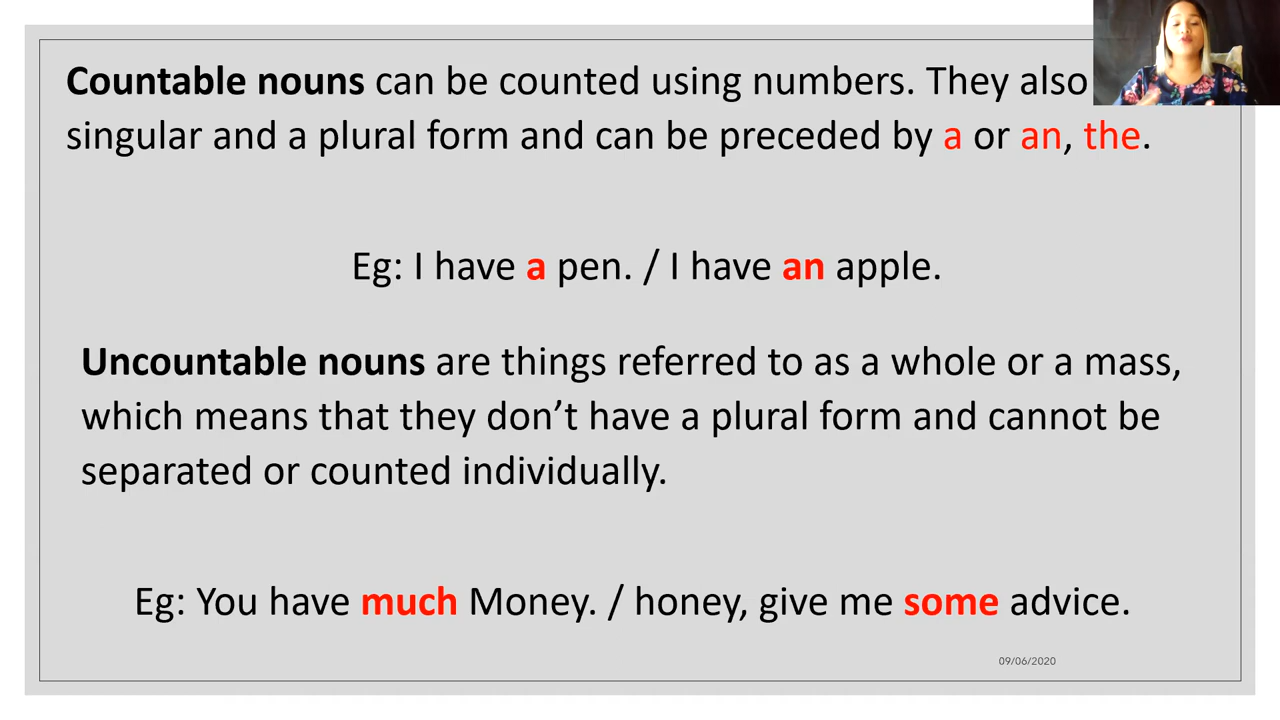 Countable nouns can be counted using numbers. They also
singular and a plural form and can be preceded by a or an, the.
Eg: I have a pen. / I have an apple.
Uncountable nouns are things referred to as a whole or a mass,
which means that they don’t have a plural form and cannot be
separated or counted individually.
Eg: You have much Money. / honey, give me some advice.
09/06/2020